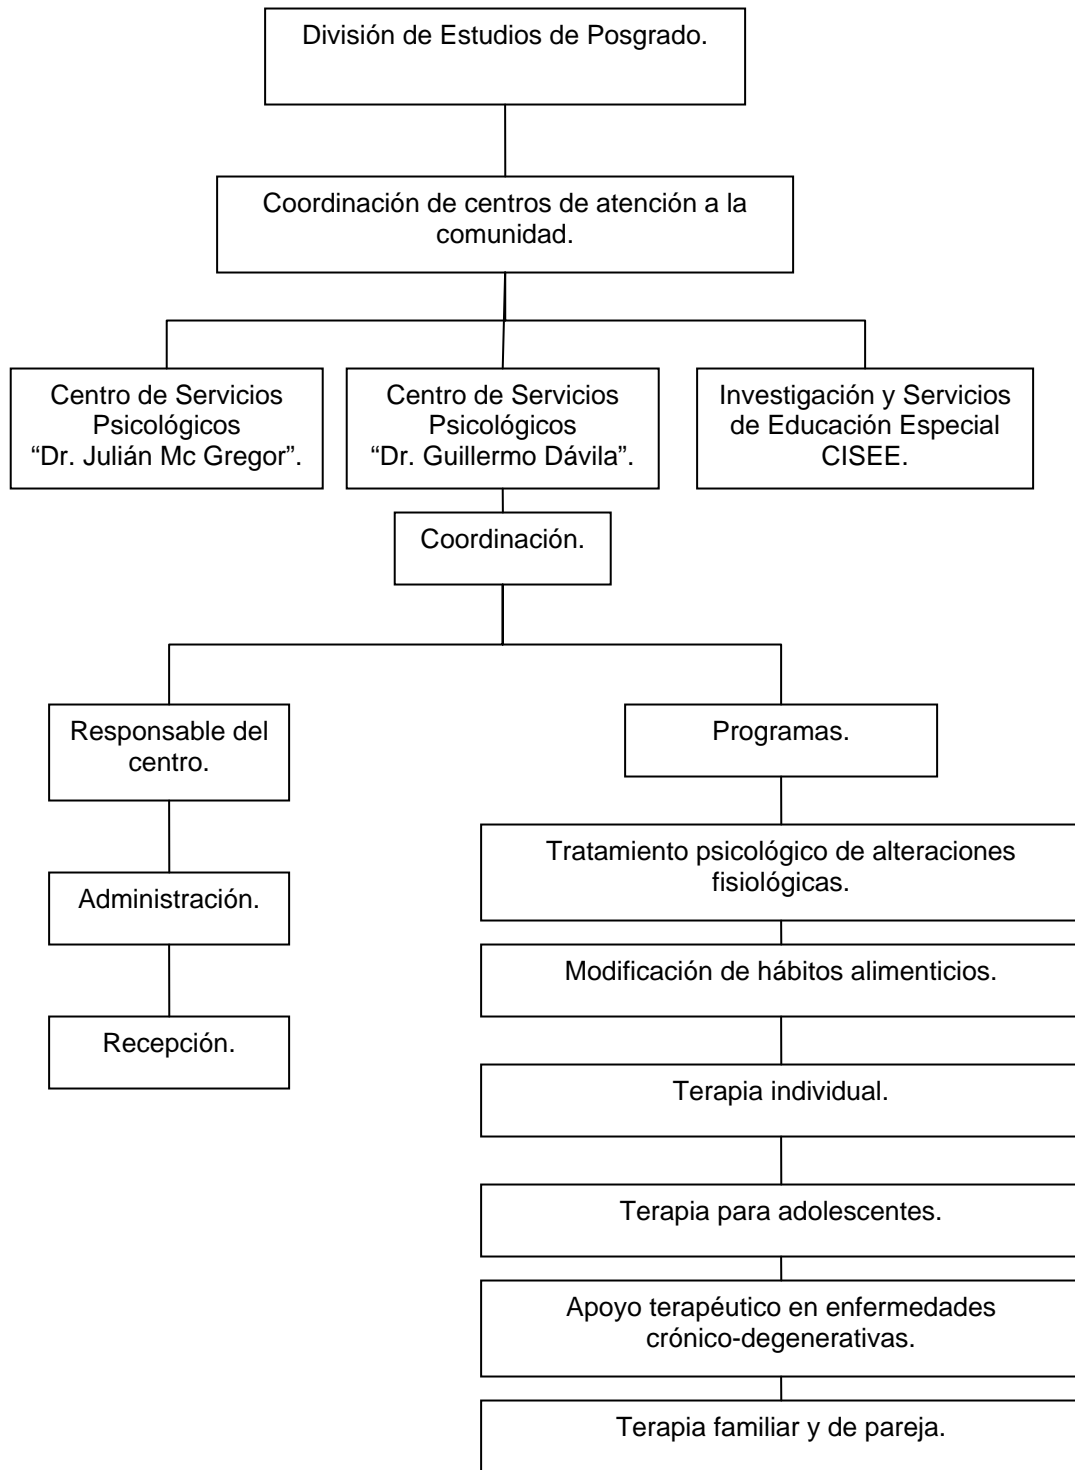 División de Estudios de Posgrado.
Coordinación de centros de atención a la
comunidad.
Centro de Servicios
Psicológicos
“Dr. Julián Mc Gregor”.
Centro de Servicios
Psicológicos
“Dr. Guillermo Dávila”.
Investigación y Servicios
de Educación Especial
CISEE.
Coordinación.
Responsable del
centro.
Programas.
Administración.
Recepción.
Tratamiento psicológico de alteraciones
fisiológicas.
Modificación de hábitos alimenticios.
Terapia individual.
Terapia para adolescentes.
Apoyo terapéutico en enfermedades
crónico-degenerativas.
Terapia familiar y de pareja.